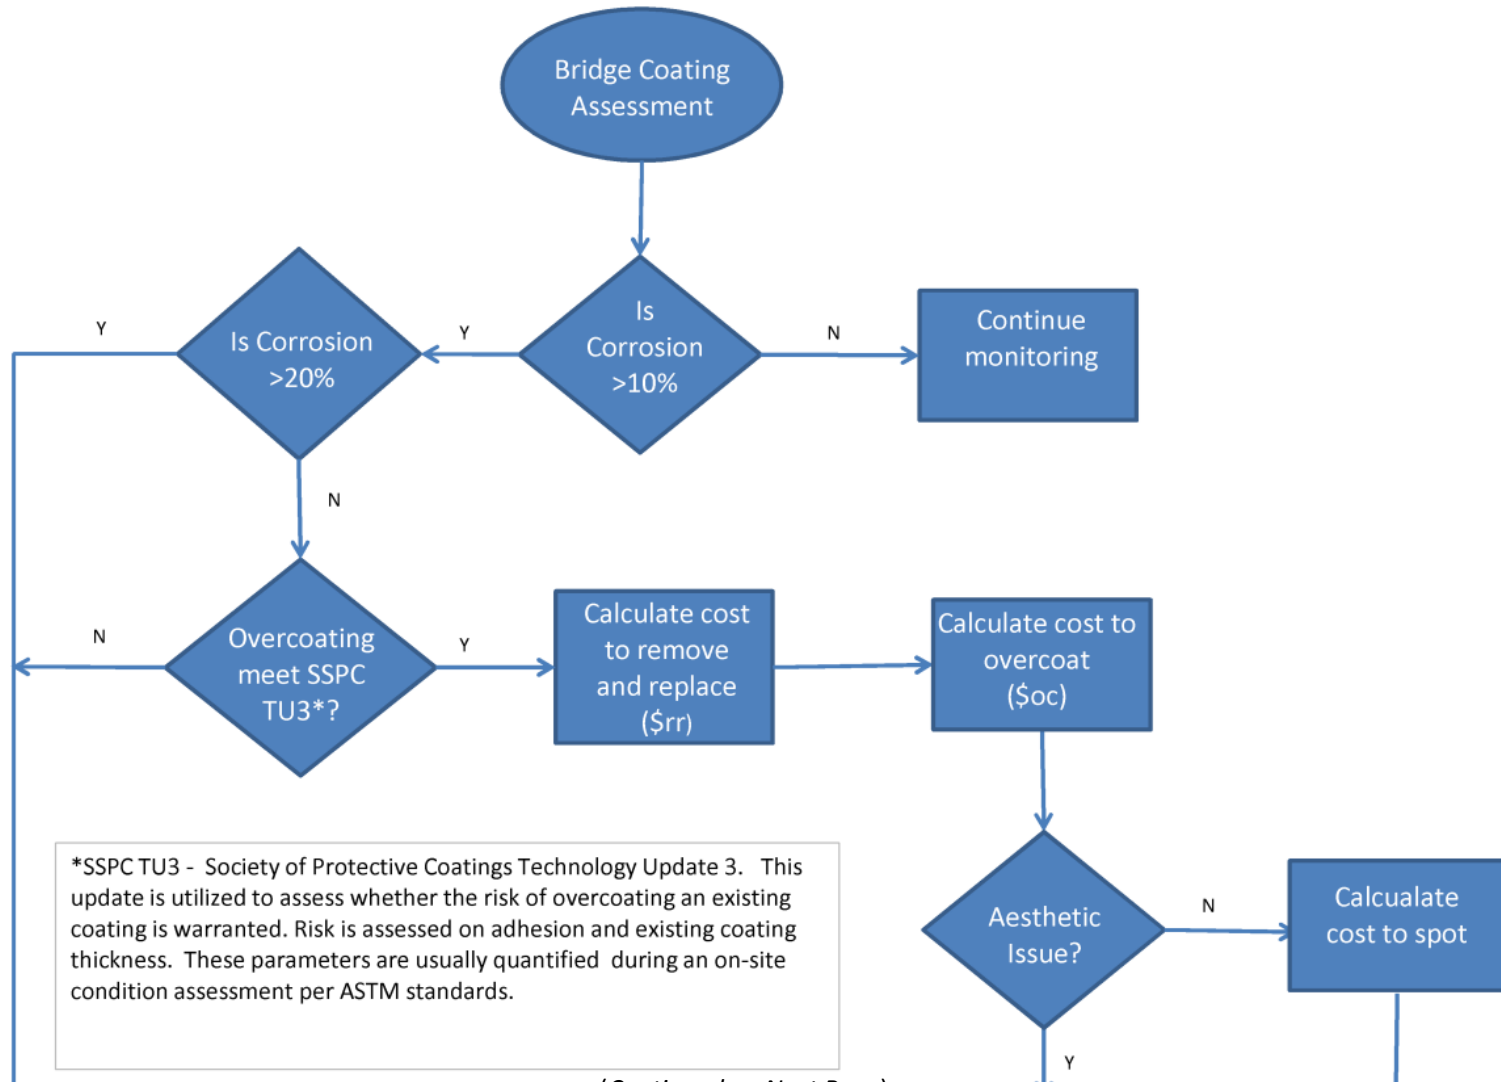 Bridge Coating
Assessment
Is
Corrosion
>10%
Y
N
Continue
monitoring
Is Corrosion
>20%
Y
N
Overcoating
meet SSPC
TU3*?
N
Y
Calculate cost
to remove
and replace
($rr)
Calculate cost to
overcoat
($oc)
Aesthetic
Issue?
N
Calcualate
cost to spot
Y
*SSPC TU3 - Society of Protective Coatings Technology Update 3. This
update is utilized to assess whether the risk of overcoating an existing
coating is warranted. Risk is assessed on adhesion and existing coating
thickness. These parameters are usually quantified during an on-site
condition assessment per ASTM standards.